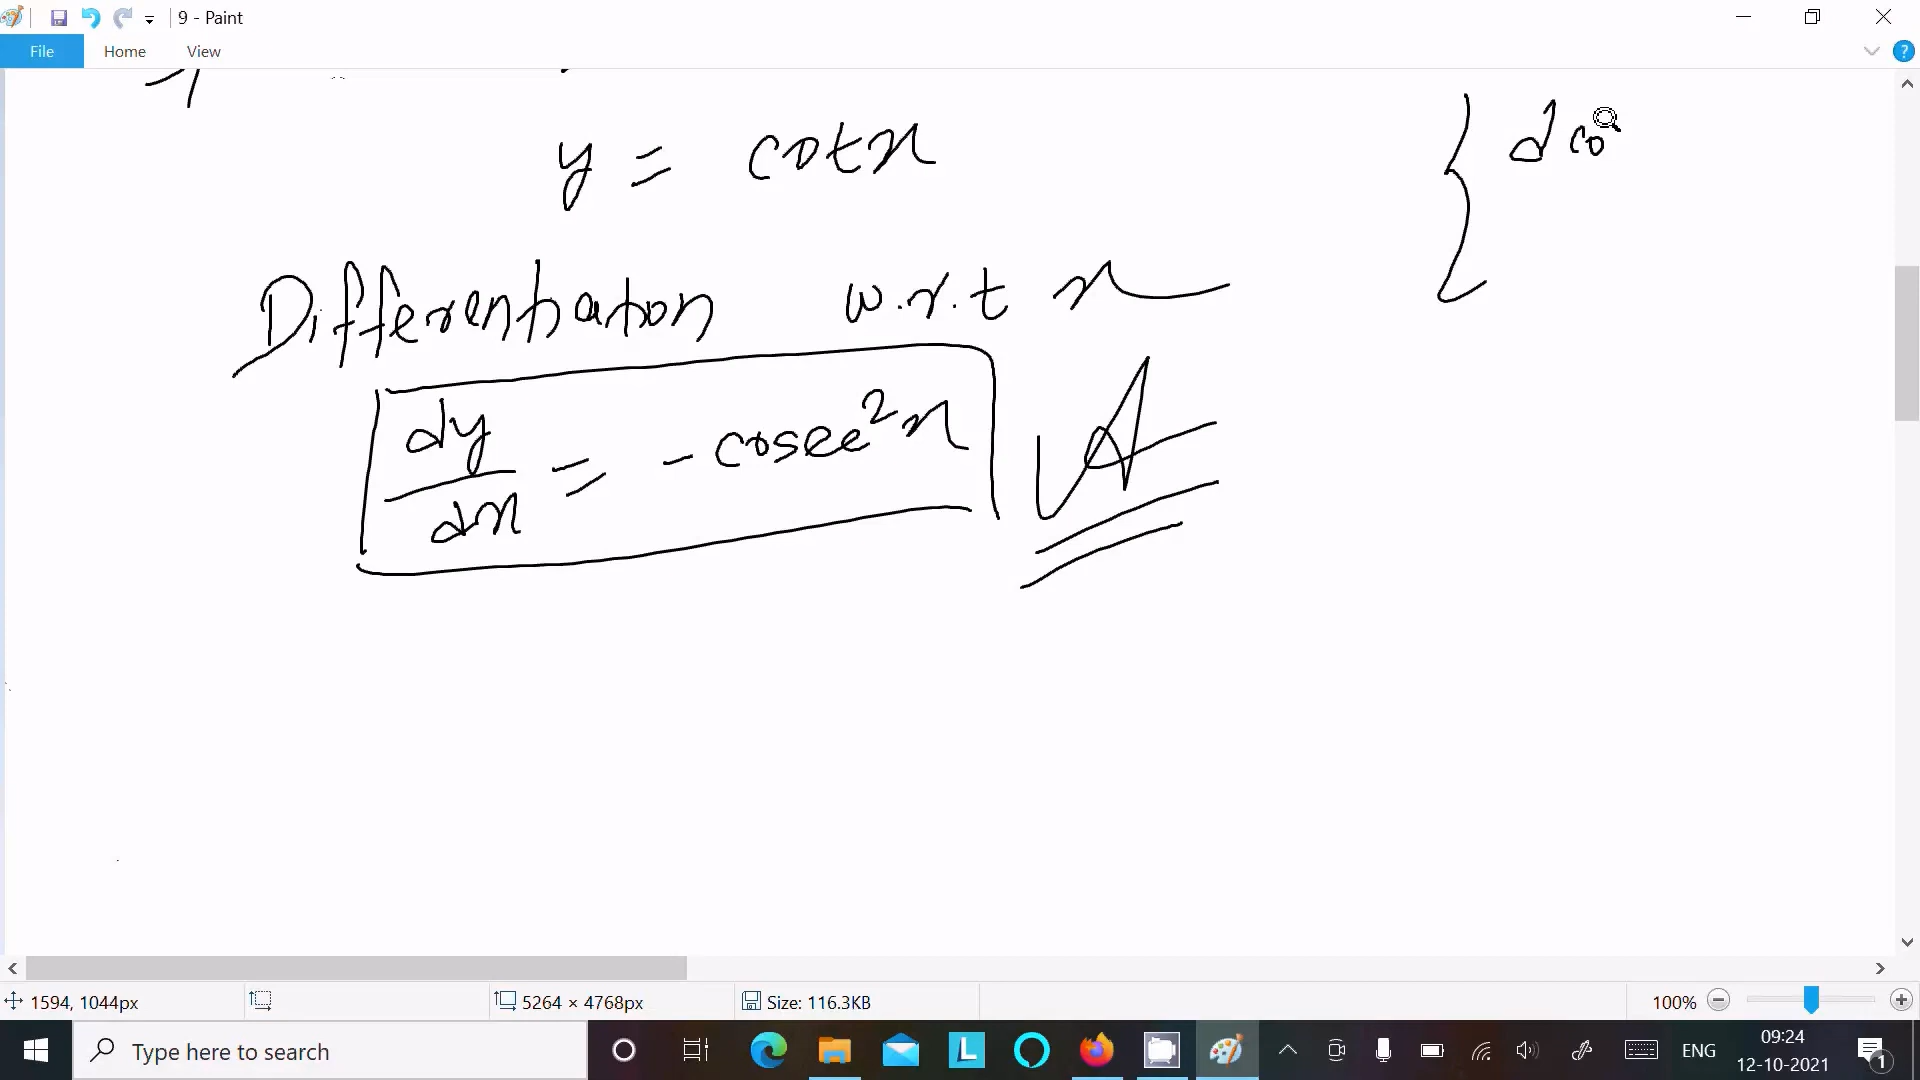 9 - Paint
File Home View
y = cotx
{ d co
Differentiation w.r.t x
dy
dx
= - cosec²x
1594, 1044px 5264 × 4768px Size: 116.3KB 100%
Type here to search L ENG 09:24
12-10-2021 1